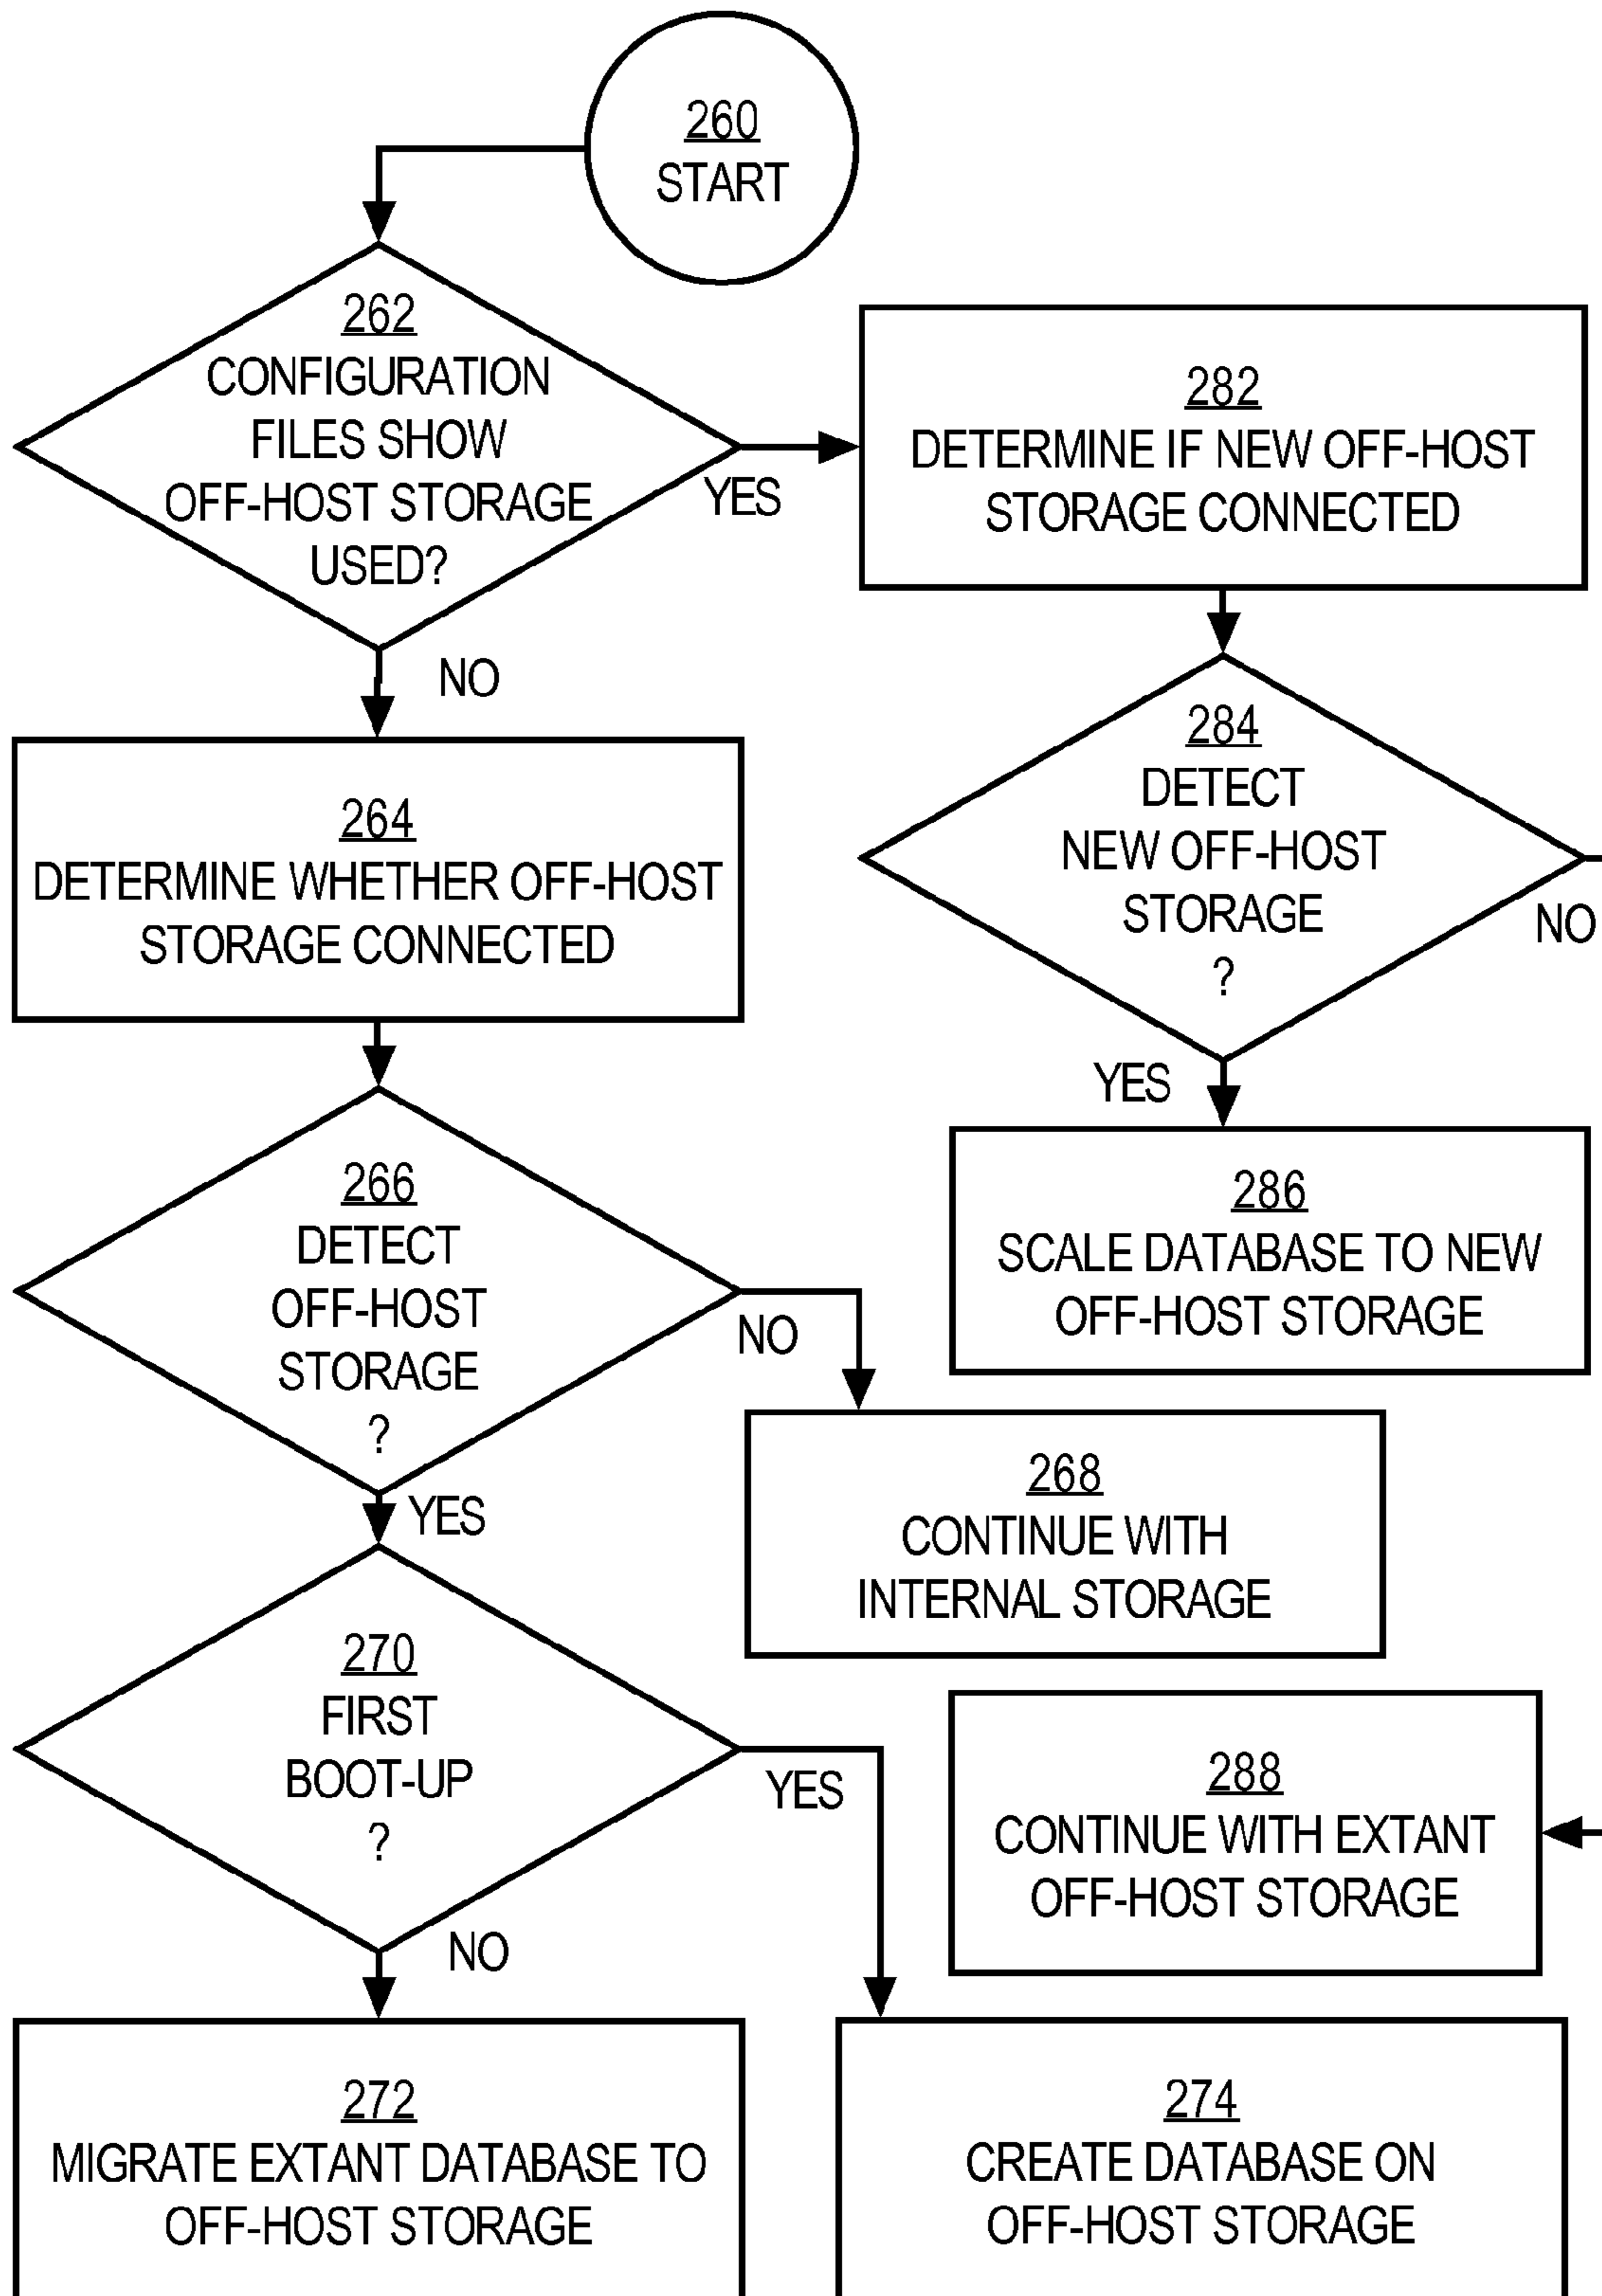 260
START
262
CONFIGURATION
FILES SHOW
OFF-HOST STORAGE
USED?
YES
NO
282
DETERMINE IF NEW OFF-HOST
STORAGE CONNECTED
284
DETECT
NEW OFF-HOST
STORAGE
?
NO
YES
264
DETERMINE WHETHER OFF-HOST
STORAGE CONNECTED
266
DETECT
OFF-HOST
STORAGE
?
NO
YES
286
SCALE DATABASE TO NEW
OFF-HOST STORAGE
268
CONTINUE WITH
INTERNAL STORAGE
270
FIRST
BOOT-UP
?
YES
NO
288
CONTINUE WITH EXTANT
OFF-HOST STORAGE
272
MIGRATE EXTANT DATABASE TO
OFF-HOST STORAGE
274
CREATE DATABASE ON
OFF-HOST STORAGE